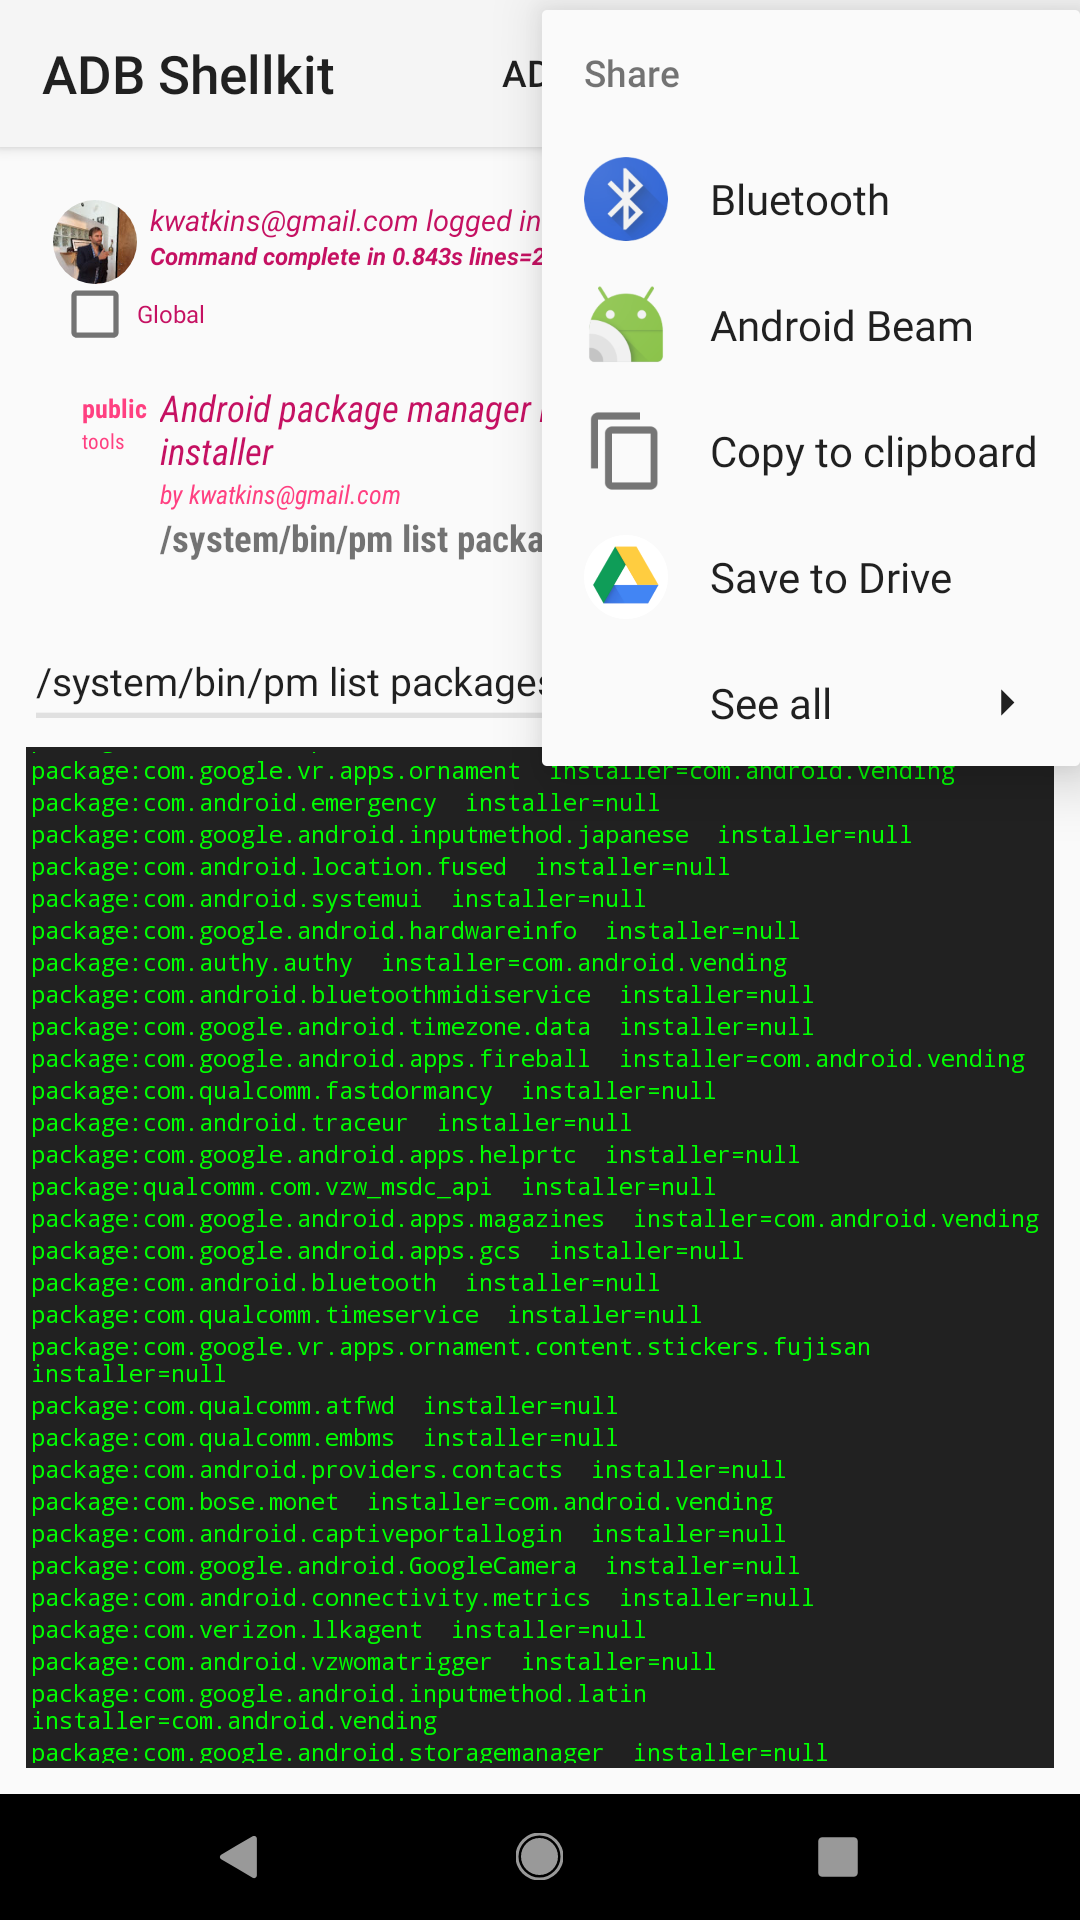 ADB Shellkit
AD
Share
Bluetooth
Android Beam
Copy to clipboard
Save to Drive
See all
kwatkins@gmail.com logged in
Command complete in 0.843s lines=2
Global
public
tools
Android package manager
installer
by kwatkins@gmail.com
/system/bin/pm list packa
/system/bin/pm list packages
package:com.google.vr.apps.ornament  installer=com.android.vending
package:com.android.emergency  installer=null
package:com.google.android.inputmethod.japanese  installer=null
package:com.android.location.fused  installer=null
package:com.android.systemui  installer=null
package:com.google.android.hardwareinfo  installer=null
package:com.authy.authy  installer=com.android.vending
package:com.android.bluetoothmidiservice  installer=null
package:com.google.android.timezone.data  installer=null
package:com.google.android.apps.fireball  installer=com.android.vending
package:com.qualcomm.fastdormancy  installer=null
package:com.android.traceur  installer=null
package:com.google.android.apps.helprtc  installer=null
package:qualcomm.com.vzw_msdc_api  installer=null
package:com.google.android.apps.magazines  installer=com.android.vending
package:com.google.android.apps.gcs  installer=null
package:com.android.bluetooth  installer=null
package:com.qualcomm.timeservice  installer=null
package:com.google.vr.apps.ornament.content.stickers.fujisan
installer=null
package:com.qualcomm.atfwd  installer=null
package:com.qualcomm.embms  installer=null
package:com.android.providers.contacts  installer=null
package:com.bose.monet  installer=com.android.vending
package:com.android.captiveportallogin  installer=null
package:com.google.android.GoogleCamera  installer=null
package:com.android.connectivity.metrics  installer=null
package:com.verizon.llkagent  installer=null
package:com.android.vzwomatrigger  installer=null
package:com.google.android.inputmethod.latin
installer=com.android.vending
package:com.google.android.storagemanager  installer=null